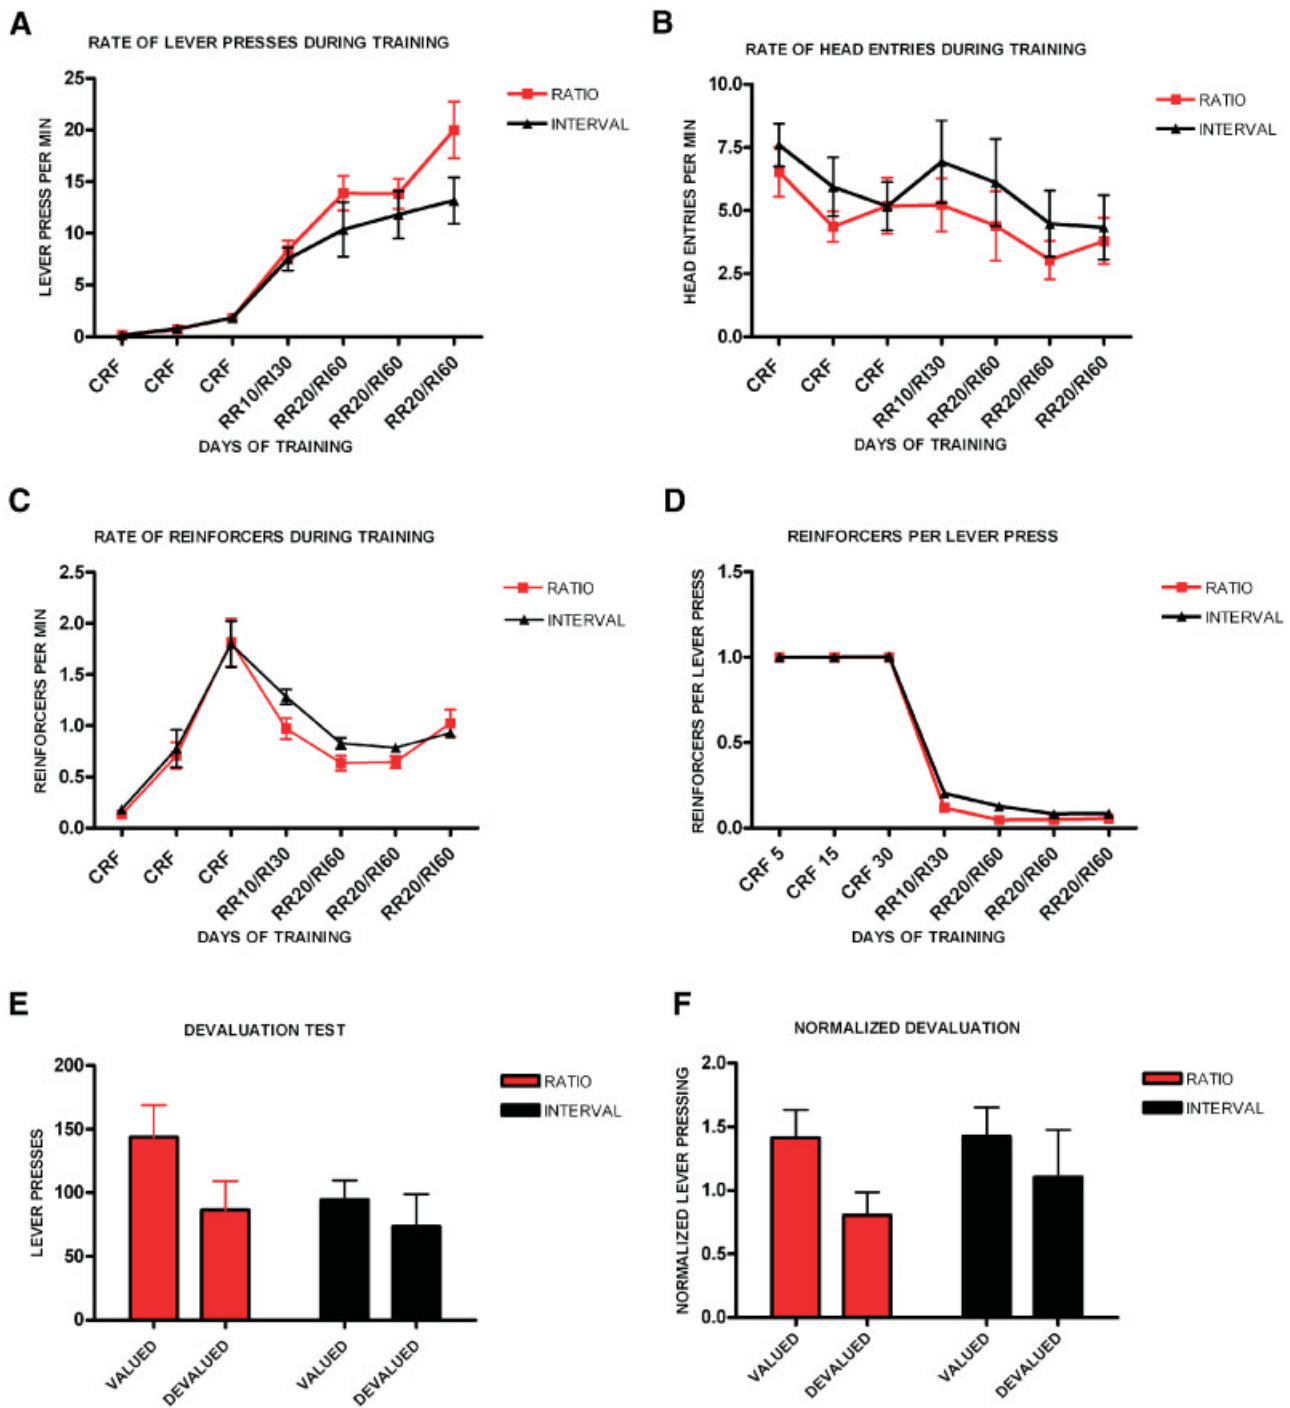 A
RATE OF LEVER PRESSES DURING TRAINING
LEVER PRESS PER MIN
25
20
15
10
5
0
RATIO
INTERVAL
CRF
CRF
CRF
RR10/RI30
RR20/RI60
RR20/RI60
RR20/RI60
DAYS OF TRAINING
B
RATE OF HEAD ENTRIES DURING TRAINING
HEAD ENTRIES PER MIN
10.0
7.5
5.0
2.5
0.0
RATIO
INTERVAL
CRF
CRF
CRF
RR10/RI30
RR20/RI60
RR20/RI60
RR20/RI60
DAYS OF TRAINING
C
RATE OF REINFORCERS DURING TRAINING
REINFORCERS PER MIN
2.5
2.0
1.5
1.0
0.5
0.0
RATIO
INTERVAL
CRF
CRF
CRF
RR10/RI30
RR20/RI60
RR20/RI60
RR20/RI60
DAYS OF TRAINING
D
REINFORCERS PER LEVER PRESS
REINFORCERS PER LEVER PRESS
1.5
1.0
0.5
0.0
RATIO
INTERVAL
CRF 5
CRF 15
CRF 30
RR10/RI30
RR20/RI60
RR20/RI60
RR20/RI60
DAYS OF TRAINING
E
DEVALUATION TEST
LEVER PRESSES
200
150
100
50
0
RATIO
INTERVAL
VALUED
DEVALUED
VALUED
DEVALUED
F
NORMALIZED DEVALUATION
NORMALIZED LEVER PRESSING
2.0
1.5
1.0
0.5
0.0
RATIO
INTERVAL
VALUED
DEVALUED
VALUED
DEVALUED